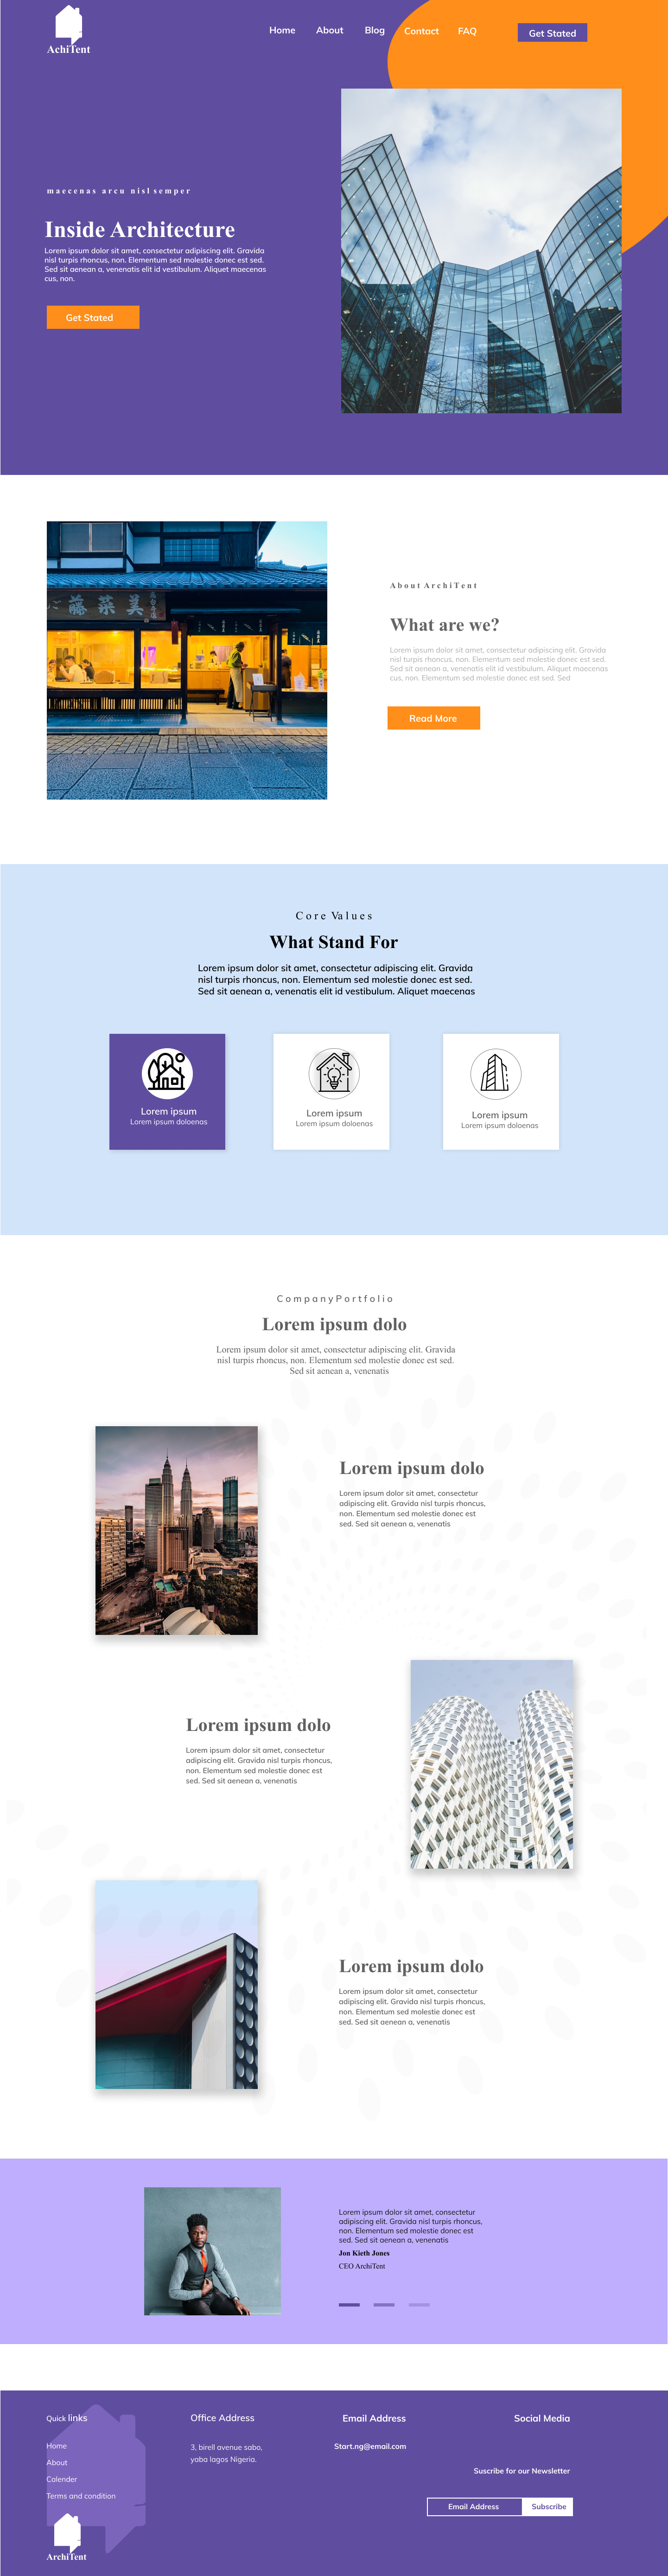 AchiTent
Home About Blog Contact FAQ Get Stated
maecenas arcu nisl semper
Inside Architecture
Lorem ipsum dolor sit amet, consectetur adipiscing elit. Gravida
nisl turpis rhoncus, non. Elementum sed molestie donec est sed.
Sed sit aenean a, venenatis elit id vestibulum. Aliquet maecenas
cus, non.
Get Stated
美菜蔬
About ArchiTent
What are we?
Lorem ipsum dolor sit amet, consectetur adipiscing elit. Gravida
nisl turpis rhoncus, non. Elementum sed molestie donec est sed.
Sed sit aenean a, venenatis elit id vestibulum. Aliquet maecenas
cus, non. Elementum sed molestie donec est sed. Sed
Read More
Core Values
What Stand For
Lorem ipsum dolor sit amet, consectetur adipiscing elit. Gravida
nisl turpis rhoncus, non. Elementum sed molestie donec est sed.
Sed sit aenean a, venenatis elit id vestibulum. Aliquet maecenas
Lorem ipsum
Lorem ipsum doloenas
Lorem ipsum
Lorem ipsum doloenas
Lorem ipsum
Lorem ipsum doloenas
CompanyPortfolio
Lorem ipsum dolo
Lorem ipsum dolor sit amet, consectetur adipiscing elit. Gravida
nisl turpis rhoncus, non. Elementum sed molestie donec est sed.
Sed sit aenean a, venenatis
Lorem ipsum dolo
Lorem ipsum dolor sit amet, consectetur
adipiscing elit. Gravida nisl turpis rhoncus,
non. Elementum sed molestie donec est
sed. Sed sit aenean a, venenatis
Lorem ipsum dolo
Lorem ipsum dolor sit amet, consectetur
adipiscing elit. Gravida nisl turpis rhoncus,
non. Elementum sed molestie donec est
sed. Sed sit aenean a, venenatis
Lorem ipsum dolo
Lorem ipsum dolor sit amet, consectetur
adipiscing elit. Gravida nisl turpis rhoncus,
non. Elementum sed molestie donec est
sed. Sed sit aenean a, venenatis
Lorem ipsum dolor sit amet, consectetur
adipiscing elit. Gravida nisl turpis rhoncus,
non. Elementum sed molestie donec est
sed. Sed sit aenean a, venenatis
Jon Kieth Jones
CEO ArchiTent
Quick links
Home
About
Calender
Terms and condition
ArchiTent
Office Address
3, birell avenue sabo,
yaba lagos Nigeria.
Email Address
Start.ng@email.com
Social Media
Suscribe for our Newsletter
Email Address Subscribe